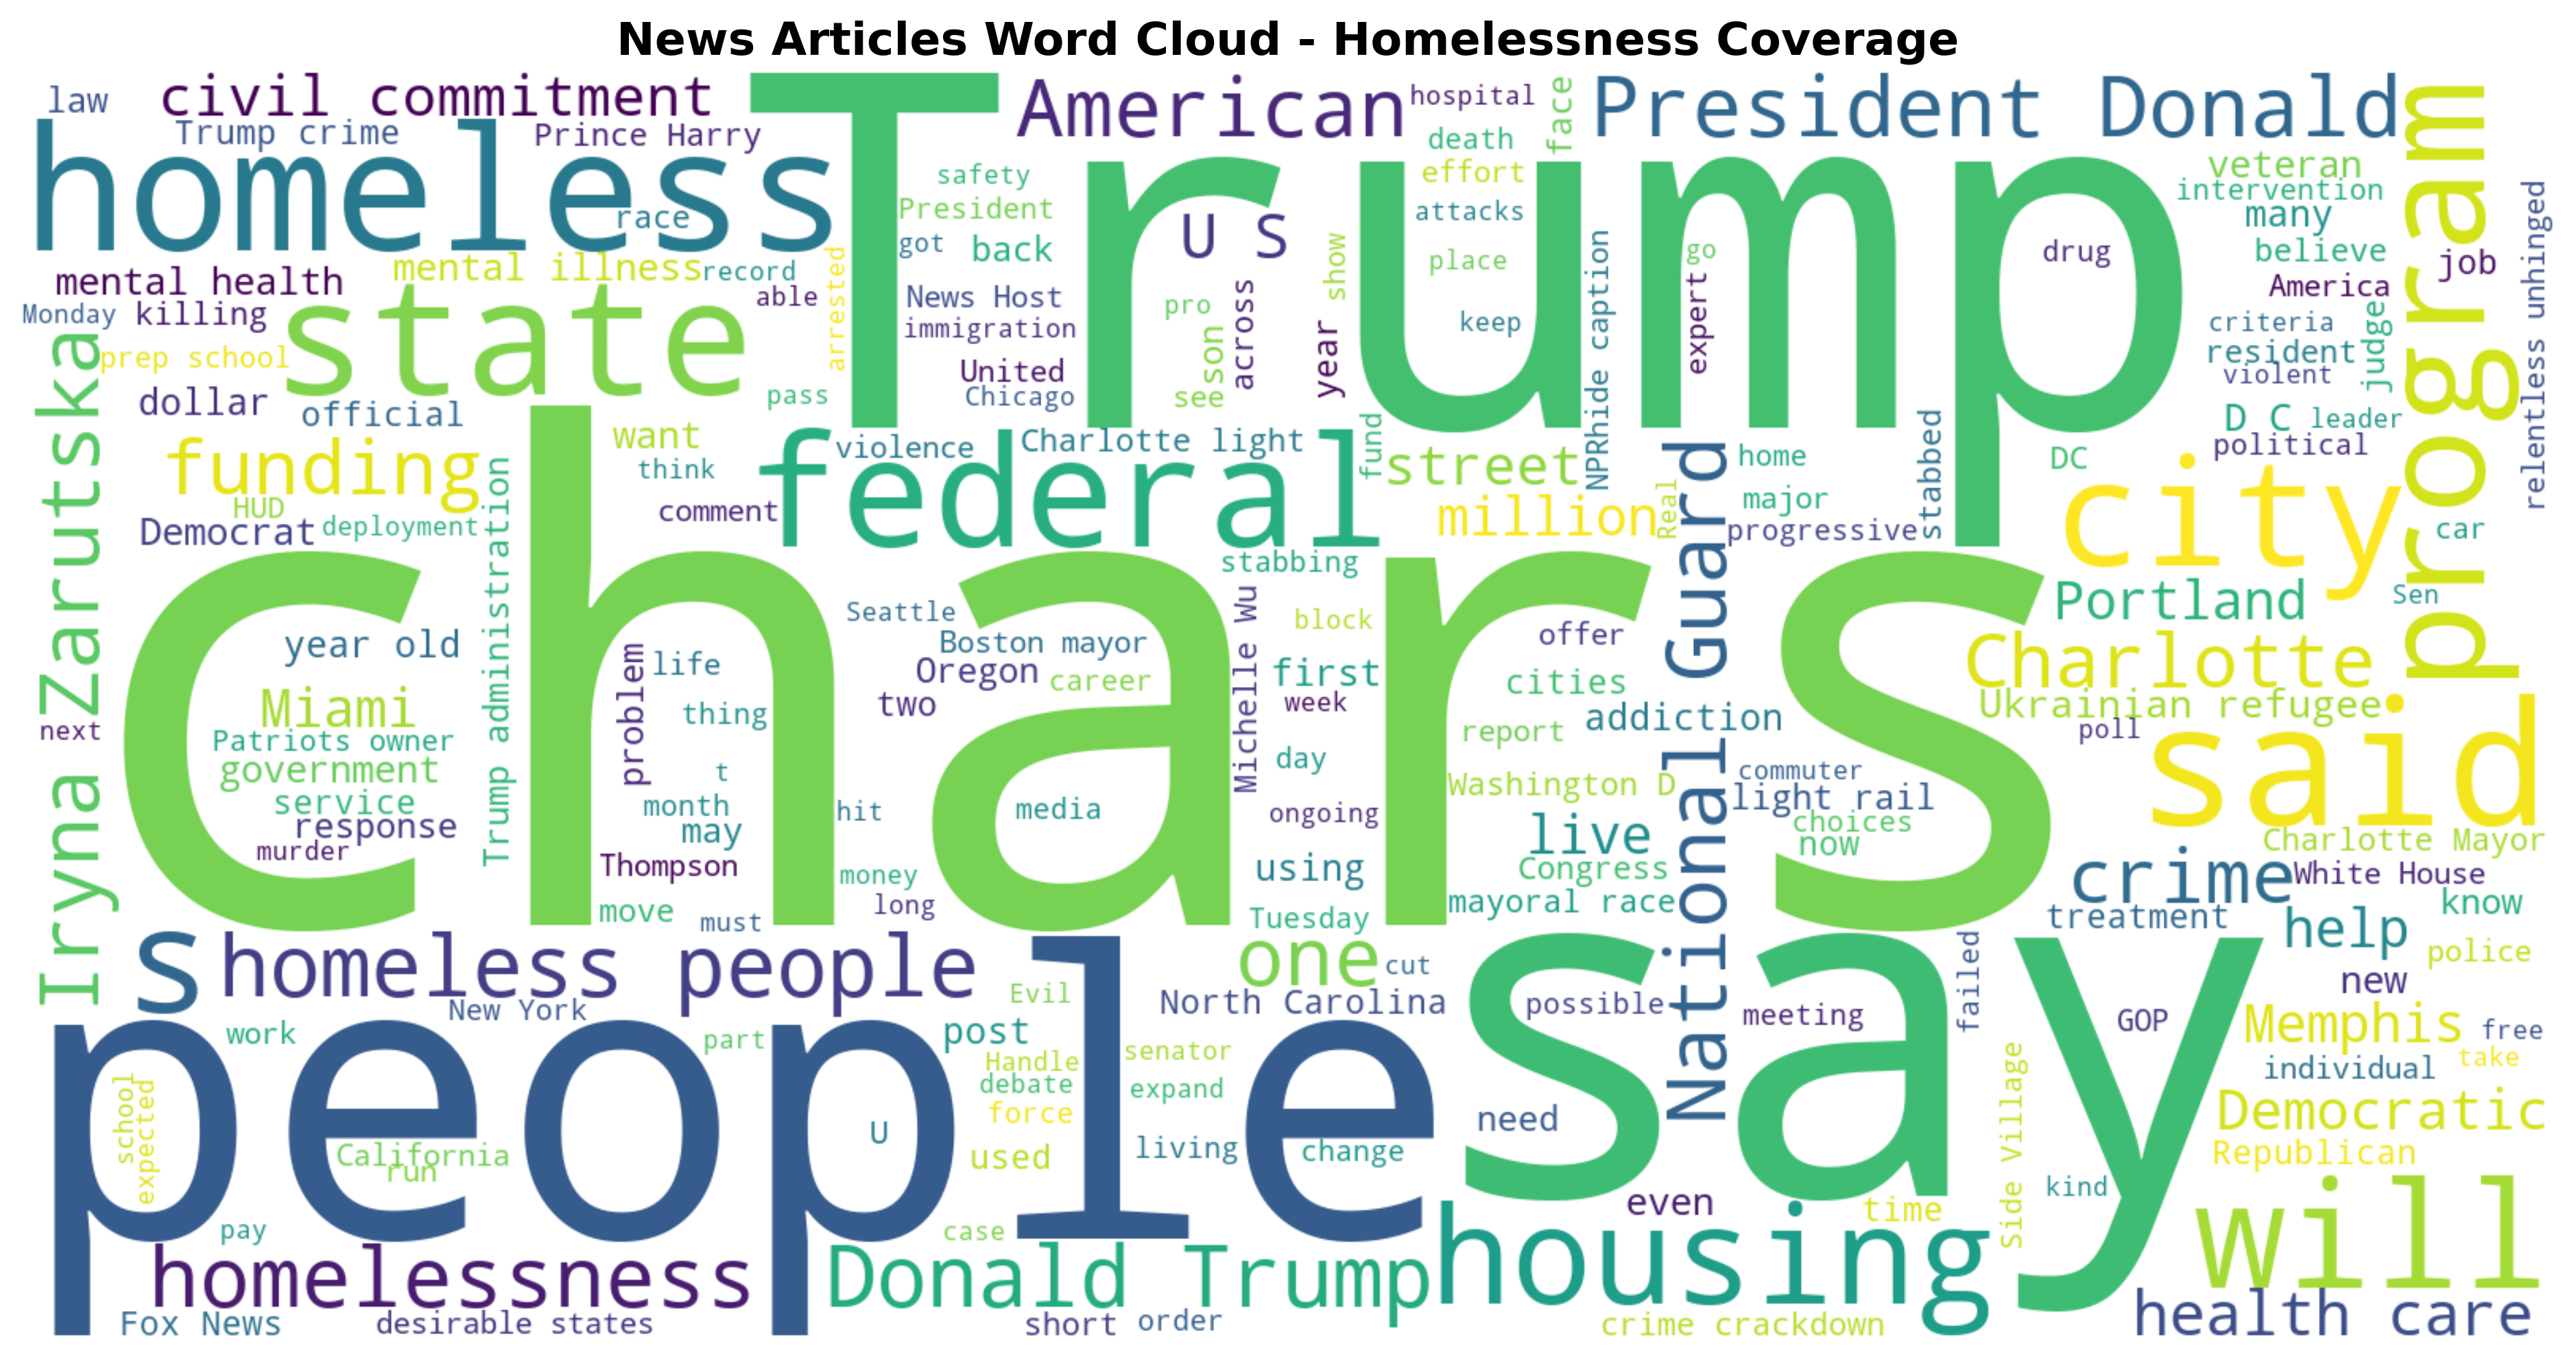 News Articles Word Cloud - Homelessness Coverage
law
civil commitment
Trump
American
hospital
face
President Donald
program
Trump crime
Prince Harry
homeless
death
effort
veteran
intervention
relentless unhinged
race
safety
President
got
back
U S
attacks
many
believe
drug
job
mental health
mental illness
record
able
arrested
News Host
immigration
pro
show
place
go
expert
NPRhide caption
America
Monday
killing
state
across
son
year
keep
criteria
resident
judge
violent
prep school
United
Chicago
see
pass
dollar
official
D C
leader
political
Iryna Zarutska
funding
want
think
violence
Charlotte light
federal
fund
street
National Guard
home
stabbed
DC
city
HUD
Democrat
deployment
Trump administration
comment
million
Real
major
progressive
car
chars
stabbing
Portland
Sen
year old
problem
life
Seattle
Boston mayor
Oregon
career
Michelle Wu
block
first
offer
cities
Charlotte
Ukrainian refugee
Miami
thing
two
week
addiction
poll
said
next
Patriots owner
government
service
response
murder
t
month
may
hit
media
day
ongoing
report
Washington D
commuter
light rail
choices
now
Charlotte Mayor
Thompson
money
long
using
live
Congress
mayoral race
crime
White House
move
must
Tuesday
treatment
help
know
s
homeless people
one
cut
say
failed
police
new
New York
Evil
North Carolina
possible
meeting
GOP
Memphis
free
people
work
part
post
Handle
senator
debate
expand
force
individual
take
school
expected
U
need
Side Village
Democratic
California
run
used
living
change
Republican
kind
pay
case
even
time
will
homelessness
Donald Trump
housing
health care
Fox News
desirable states
short
order
crime crackdown